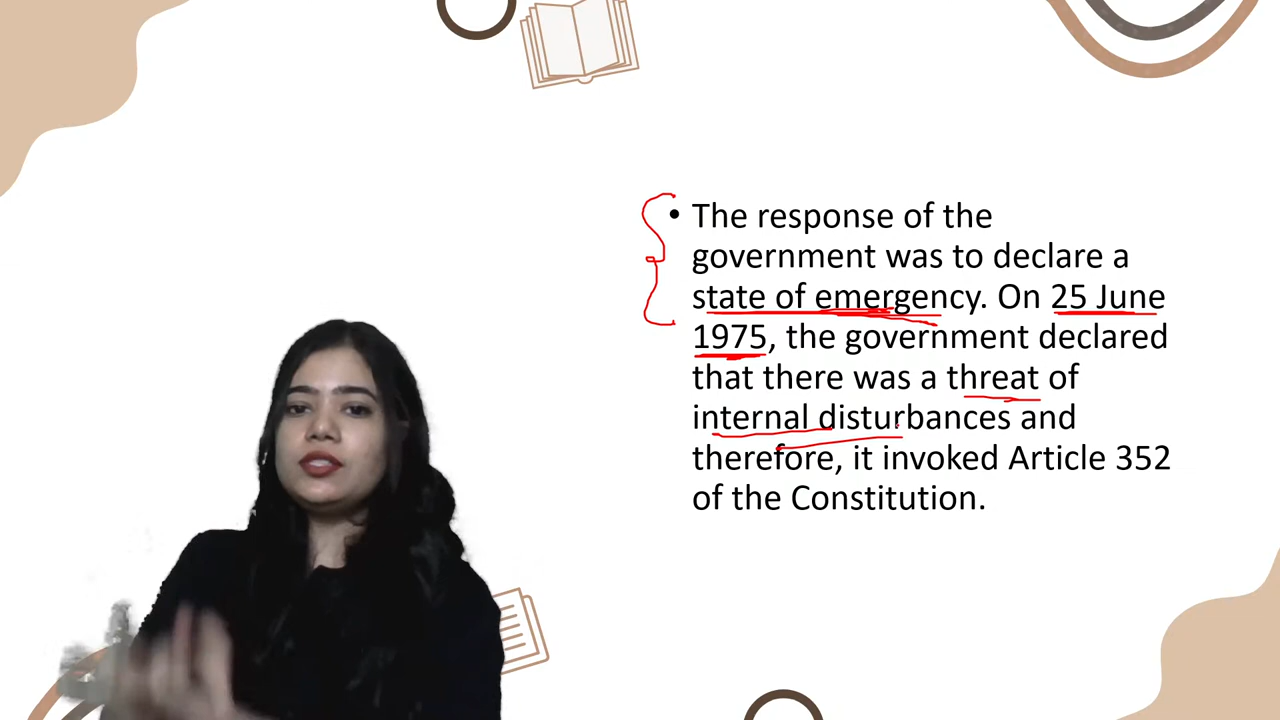 • The response of the
government was to declare a
state of emergency. On 25 June
1975, the government declared
that there was a threat of
internal disturbances and
therefore, it invoked Article 352
of the Constitution.